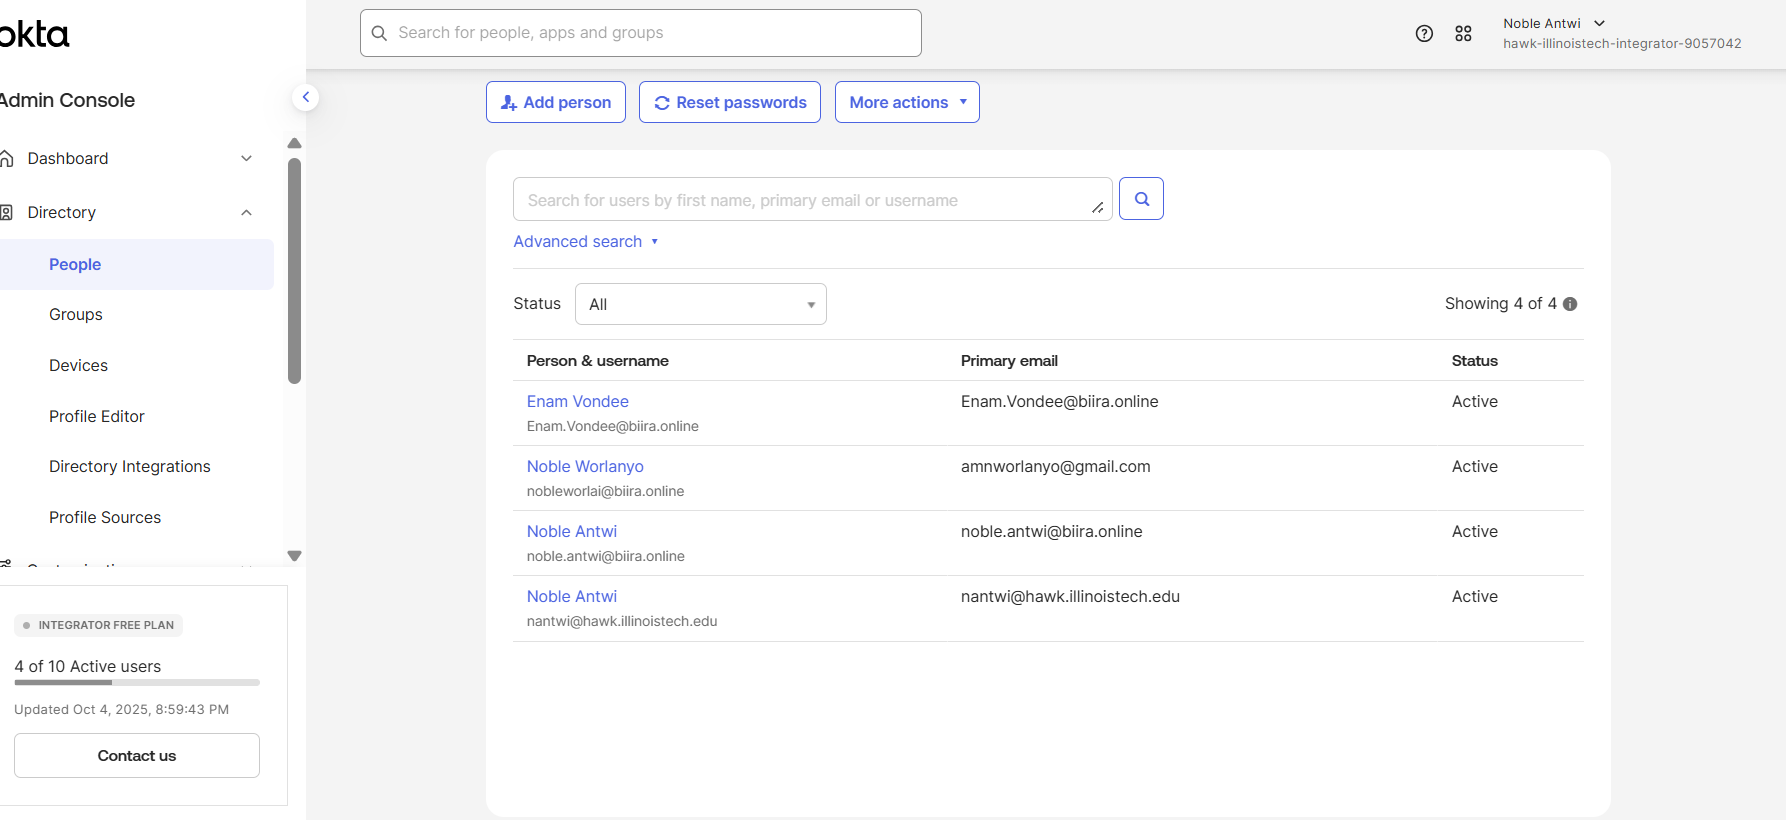 okta
Search for people, apps and groups
Noble Antwi
hawk-illinoistech-integrator-9057042
Admin Console
Dashboard
Directory
People
Groups
Devices
Profile Editor
Directory Integrations
Profile Sources
INTEGRATOR FREE PLAN
4 of 10 Active users
Updated Oct 4, 2025, 8:59:43 PM
Contact us
Add person
Reset passwords
More actions
Search for users by first name, primary email or username
Advanced search
Status
All
Showing 4 of 4
Person & username Primary email Status
Enam Vondee Enam.Vondee@biira.online Active
Enam.Vondee@biira.online
Noble Worlanyo amnworlanyo@gmail.com Active
nobleworlai@biira.online
Noble Antwi noble.antwi@biira.online Active
noble.antwi@biira.online
Noble Antwi nantwi@hawk.illinoistech.edu Active
nantwi@hawk.illinoistech.edu